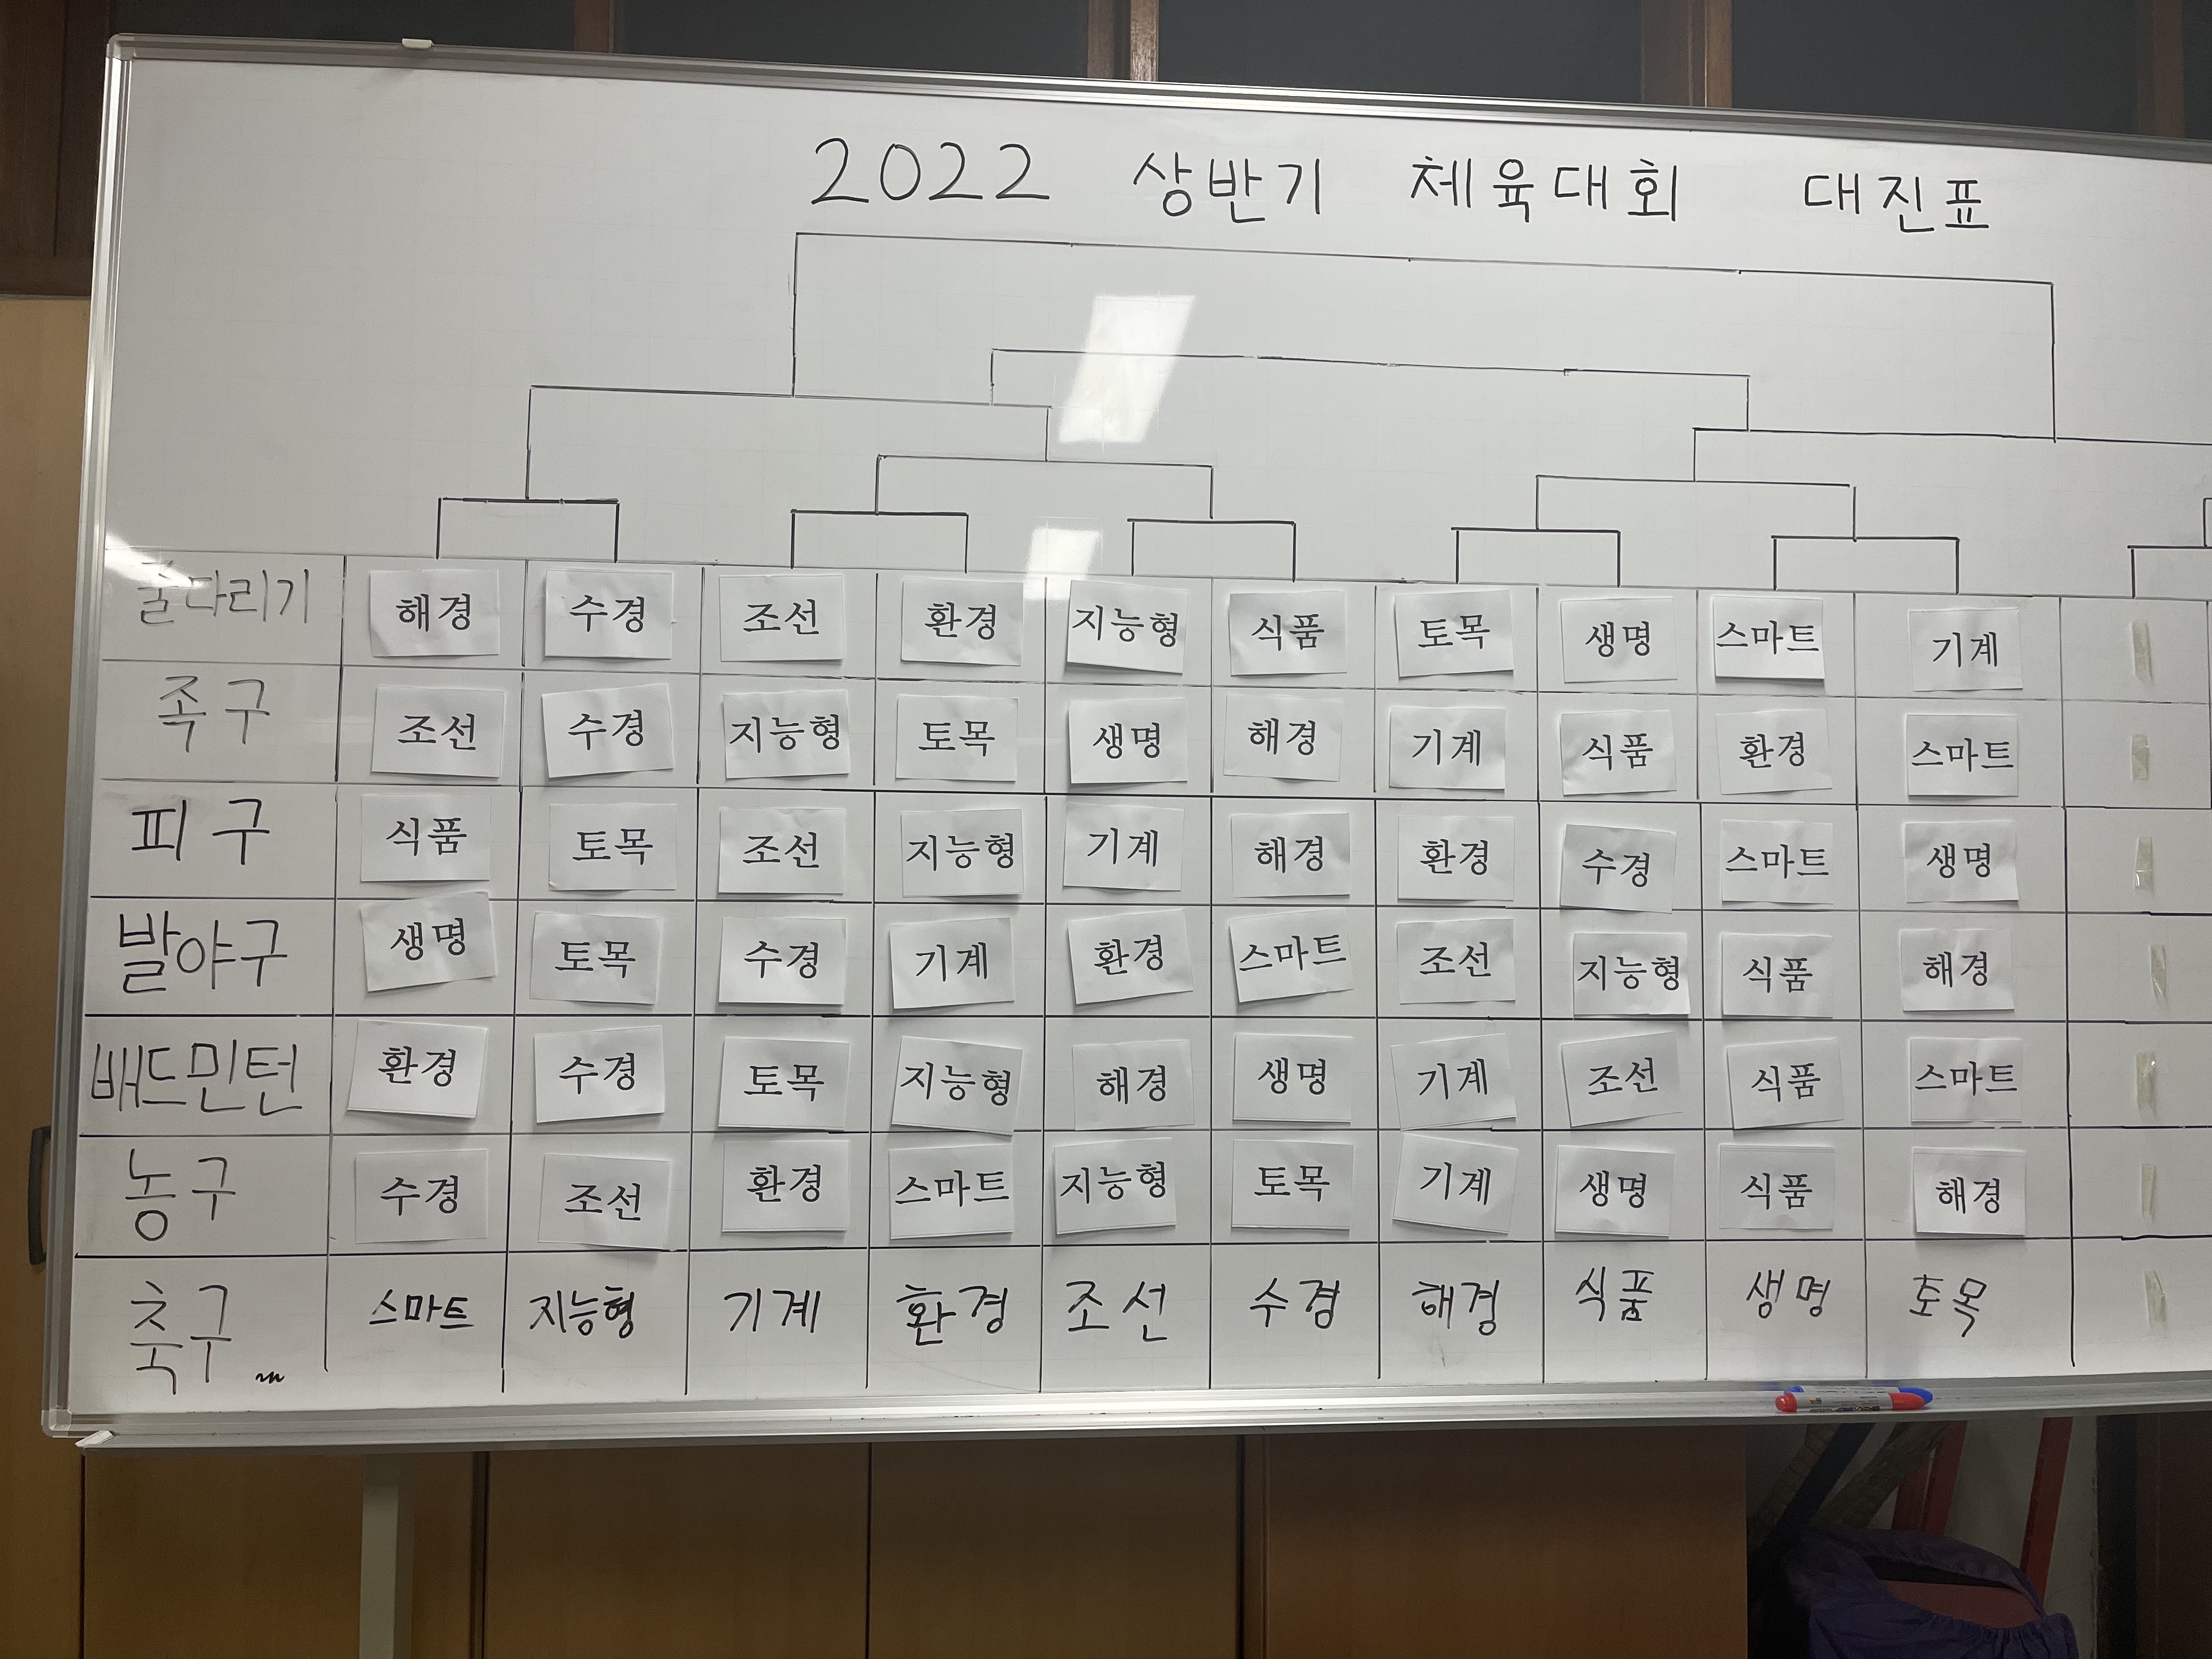 2022 상반기 체육대회 대진표
줄다리기 해경 수경 조선 환경 지능형 식품 토목 생명 스마트 기계
족구 조선 수경 지능형 토목 생명 해경 기계 식품 환경 스마트
피구 식품 토목 조선 지능형 기계 해경 환경 수경 스마트 생명
발야구 생명 토목 수경 기계 환경 스마트 조선 지능형 식품 해경
배드민턴 환경 수경 토목 지능형 해경 생명 기계 조선 식품 스마트
농구 수경 조선 환경 스마트 지능형 토목 기계 생명 식품 해경
축구 스마트 지능형 기계 환경 조선 수경 해경 식품 생명 토목